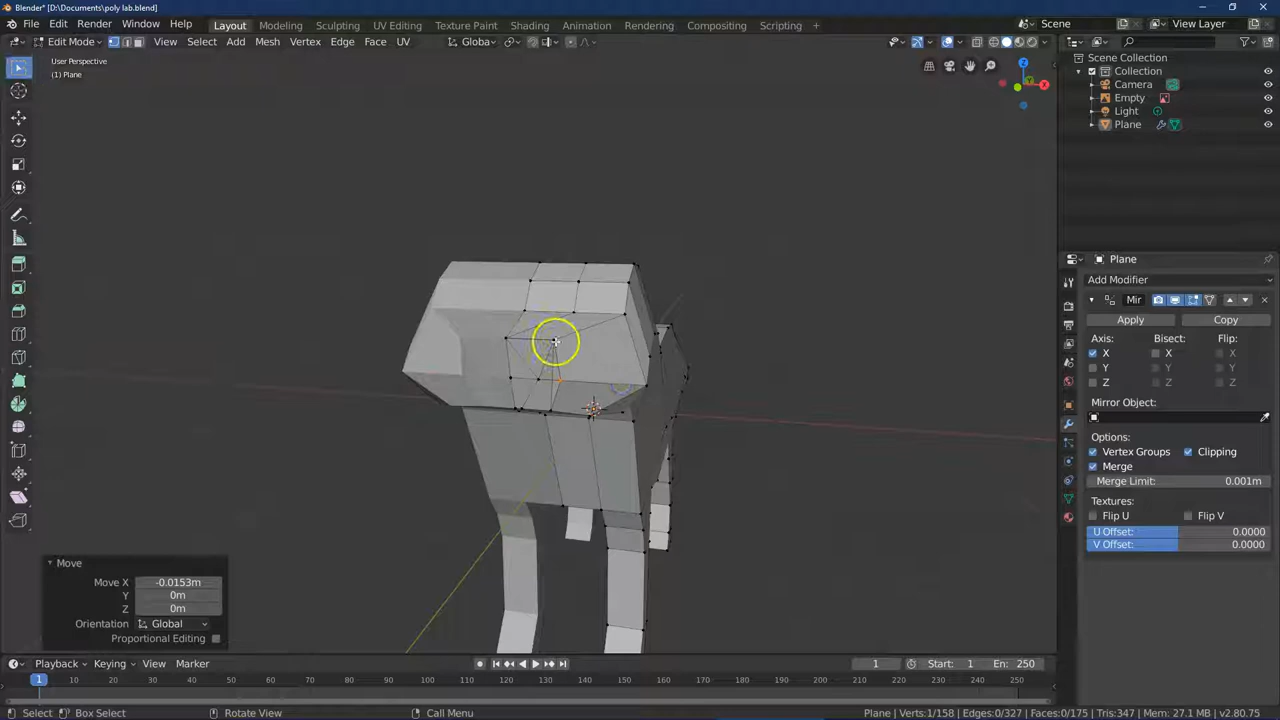 Blender* [D:\Documents\poly lab.blend]
File Edit Render Window Help Layout Modeling Sculpting UV Editing Texture Paint Shading Animation Rendering Compositing Scripting Scene View Layer
Edit Mode View Select Add Mesh Vertex Edge Face UV Globa
User Perspective
(1) Plane
Z
X
Scene Collection
Collection
Camera
Empty
Light
Plane
Plane
Add Modifier
Mir
Apply Copy
Axis: Bisect: Flip:
X X X
Y Y Y
Z Z Z
Mirror Object:
Options:
Vertex Groups Clipping
Merge
Merge Limit: 0.001m
Textures:
Flip U Flip V
U Offset: 0.0000
V Offset: 0.0000
Move
Move X -0.0153m
Y 0m
Z 0m
Orientation Global
Proportional Editing
Playback Keying View Marker 1 Start: 1 En: 250
1 10 20 30 40 50 60 70 80 90 100 110 120 130 140 150 160 170 180 190 200 210 220 230 240 250
Select Box Select Rotate View Call Menu Plane | Verts:1/158 | Edges:0/327 | Faces:0/175 | Tris:347 | Mem: 27.1 MB | v2.80.75